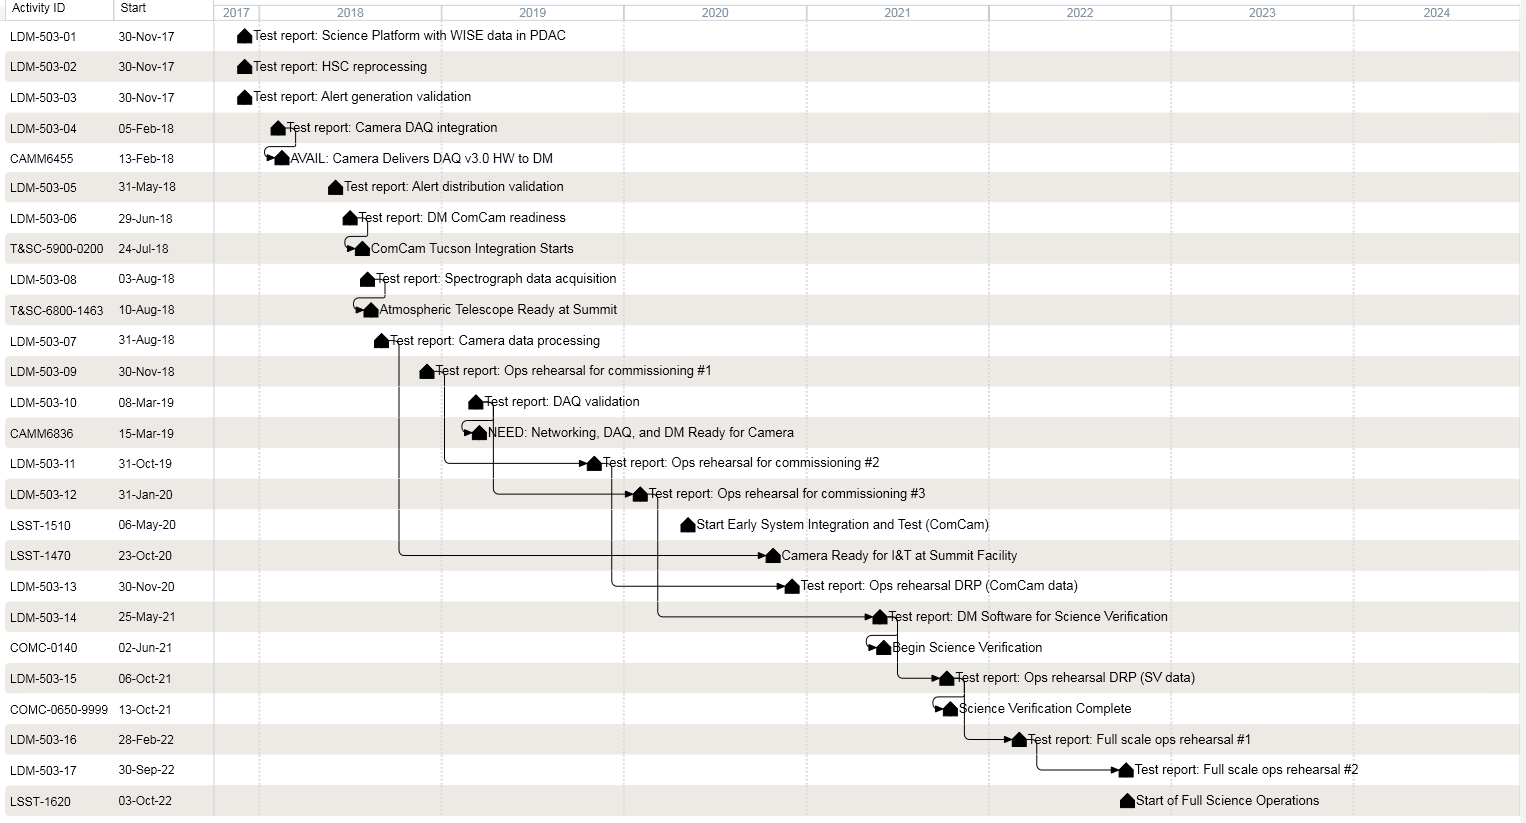 Activity ID Start 2017 2018 2019 2020 2021 2022 2023 2024
LDM-503-01 30-Nov-17 Test report: Science Platform with WISE data in PDAC
LDM-503-02 30-Nov-17 Test report: HSC reprocessing
LDM-503-03 30-Nov-17 Test report: Alert generation validation
LDM-503-04 05-Feb-18 Test report: Camera DAQ integration
CAMM6455 13-Feb-18 AVAIL: Camera Delivers DAQ v3.0 HW to DM
LDM-503-05 31-May-18 Test report: Alert distribution validation
LDM-503-06 29-Jun-18 Test report: DM ComCam readiness
T&SC-5900-0200 24-Jul-18 ComCam Tucson Integration Starts
LDM-503-08 03-Aug-18 Test report: Spectrograph data acquisition
T&SC-6800-1463 10-Aug-18 Atmospheric Telescope Ready at Summit
LDM-503-07 31-Aug-18 Test report: Camera data processing
LDM-503-09 30-Nov-18 Test report: Ops rehearsal for commissioning #1
LDM-503-10 08-Mar-19 Test report: DAQ validation
CAMM6836 15-Mar-19 NEED: Networking, DAQ, and DM Ready for Camera
LDM-503-11 31-Oct-19 Test report: Ops rehearsal for commissioning #2
LDM-503-12 31-Jan-20 Test report: Ops rehearsal for commissioning #3
LSST-1510 06-May-20 Start Early System Integration and Test (ComCam)
LSST-1470 23-Oct-20 Camera Ready for I&T at Summit Facility
LDM-503-13 30-Nov-20 Test report: Ops rehearsal DRP (ComCam data)
LDM-503-14 25-May-21 Test report: DM Software for Science Verification
COMC-0140 02-Jun-21 Begin Science Verification
LDM-503-15 06-Oct-21 Test report: Ops rehearsal DRP (SV data)
COMC-0650-9999 13-Oct-21 Science Verification Complete
LDM-503-16 28-Feb-22 Test report: Full scale ops rehearsal #1
LDM-503-17 30-Sep-22 Test report: Full scale ops rehearsal #2
LSST-1620 03-Oct-22 Start of Full Science Operations